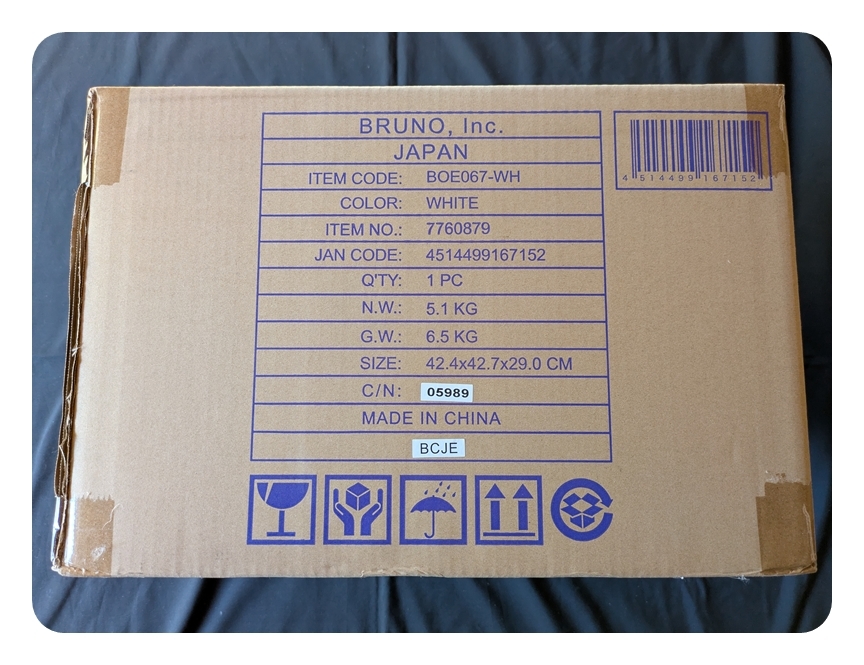 BRUNO, Inc.
JAPAN
ITEM CODE: BOE067-WH
COLOR: WHITE
ITEM NO.: 7760879
JAN CODE: 4514499167152
Q'TY: 1 PC
N.W.: 5.1 KG
G.W.: 6.5 KG
SIZE: 42.4x42.7x29.0 CM
C/N: 05989
MADE IN CHINA
BCJE
4 514499 167152